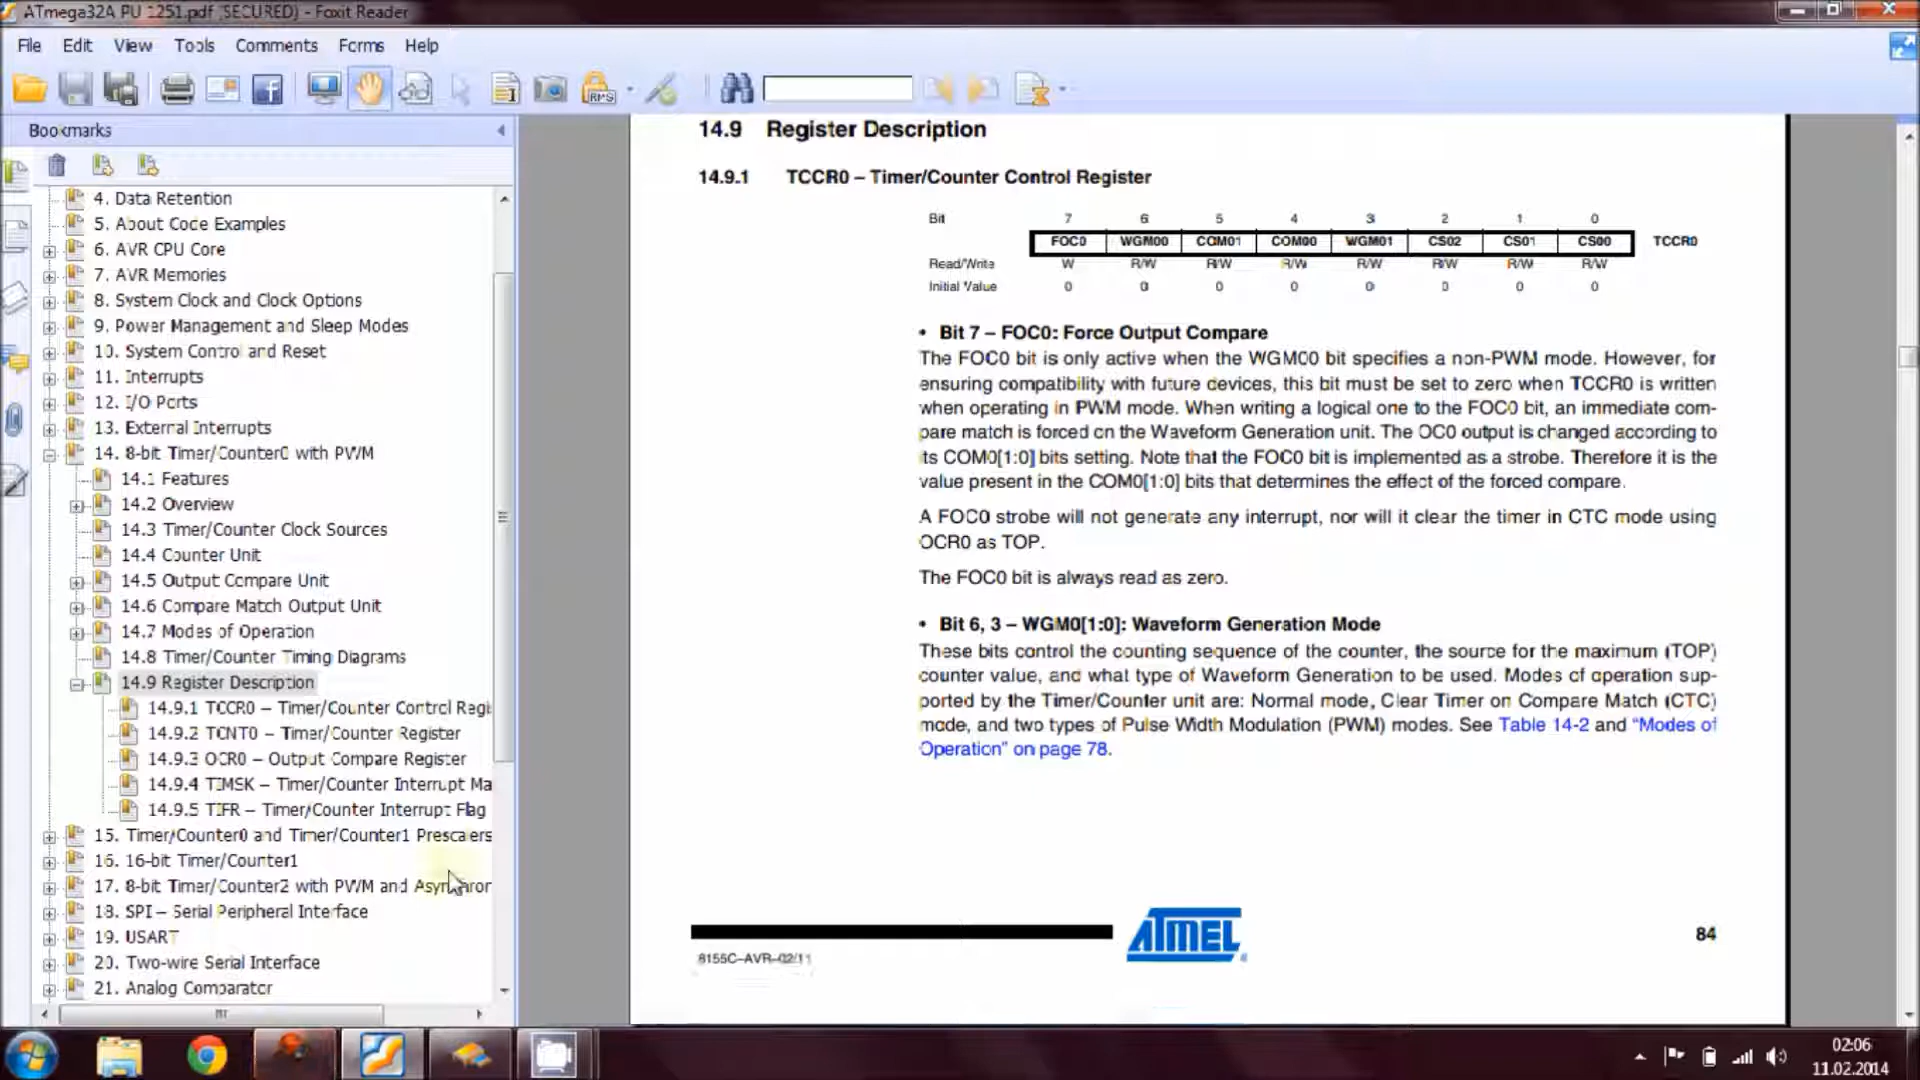 ATmega32A PU 1251.pdf (SECURED) - Foxit Reader
File Edit View Tools Comments Forms Help
Bookmarks
4. Data Retention
5. About Code Examples
6. AVR CPU Core
7. AVR Memories
8. System Clock and Clock Options
9. Power Management and Sleep Modes
10. System Control and Reset
11. Interrupts
12. I/O Ports
13. External Interrupts
14. 8-bit Timer/Counter0 with PWM
14.1 Features
14.2 Overview
14.3 Timer/Counter Clock Sources
14.4 Counter Unit
14.5 Output Compare Unit
14.6 Compare Match Output Unit
14.7 Modes of Operation
14.8 Timer/Counter Timing Diagrams
14.9 Register Description
14.9.1 TCCR0 – Timer/Counter Control Regi
14.9.2 TCNT0 – Timer/Counter Register
14.9.3 OCR0 – Output Compare Register
14.9.4 TIMSK – Timer/Counter Interrupt Ma
14.9.5 TIFR – Timer/Counter Interrupt Flag
15. Timer/Counter0 and Timer/Counter1 Prescalers
16. 16-bit Timer/Counter1
17. 8-bit Timer/Counter2 with PWM and Asynchron
18. SPI – Serial Peripheral Interface
19. USART
20. Two-wire Serial Interface
21. Analog Comparator
14.9 Register Description
14.9.1 TCCR0 – Timer/Counter Control Register
Bit 7 6 5 4 3 2 1 0
FOC0 WGM00 COM01 COM00 WGM01 CS02 CS01 CS00 TCCR0
Read/Write W R/W R/W R/W R/W R/W R/W R/W
Initial Value 0 0 0 0 0 0 0 0
• Bit 7 – FOC0: Force Output Compare
The FOC0 bit is only active when the WGM00 bit specifies a non-PWM mode. However, for
ensuring compatibility with future devices, this bit must be set to zero when TCCR0 is written
when operating in PWM mode. When writing a logical one to the FOC0 bit, an immediate com-
pare match is forced on the Waveform Generation unit. The OC0 output is changed according to
its COM0[1:0] bits setting. Note that the FOC0 bit is implemented as a strobe. Therefore it is the
value present in the COM0[1:0] bits that determines the effect of the forced compare.
A FOC0 strobe will not generate any interrupt, nor will it clear the timer in CTC mode using
OCR0 as TOP.
The FOC0 bit is always read as zero.
• Bit 6, 3 – WGM0[1:0]: Waveform Generation Mode
These bits control the counting sequence of the counter, the source for the maximum (TOP)
counter value, and what type of Waveform Generation to be used. Modes of operation sup-
ported by the Timer/Counter unit are: Normal mode, Clear Timer on Compare Match (CTC)
mode, and two types of Pulse Width Modulation (PWM) modes. See Table 14-2 and “Modes of
Operation” on page 78.
ATMEL
84
8155C–AVR–02/11
02:06
11.02.2014